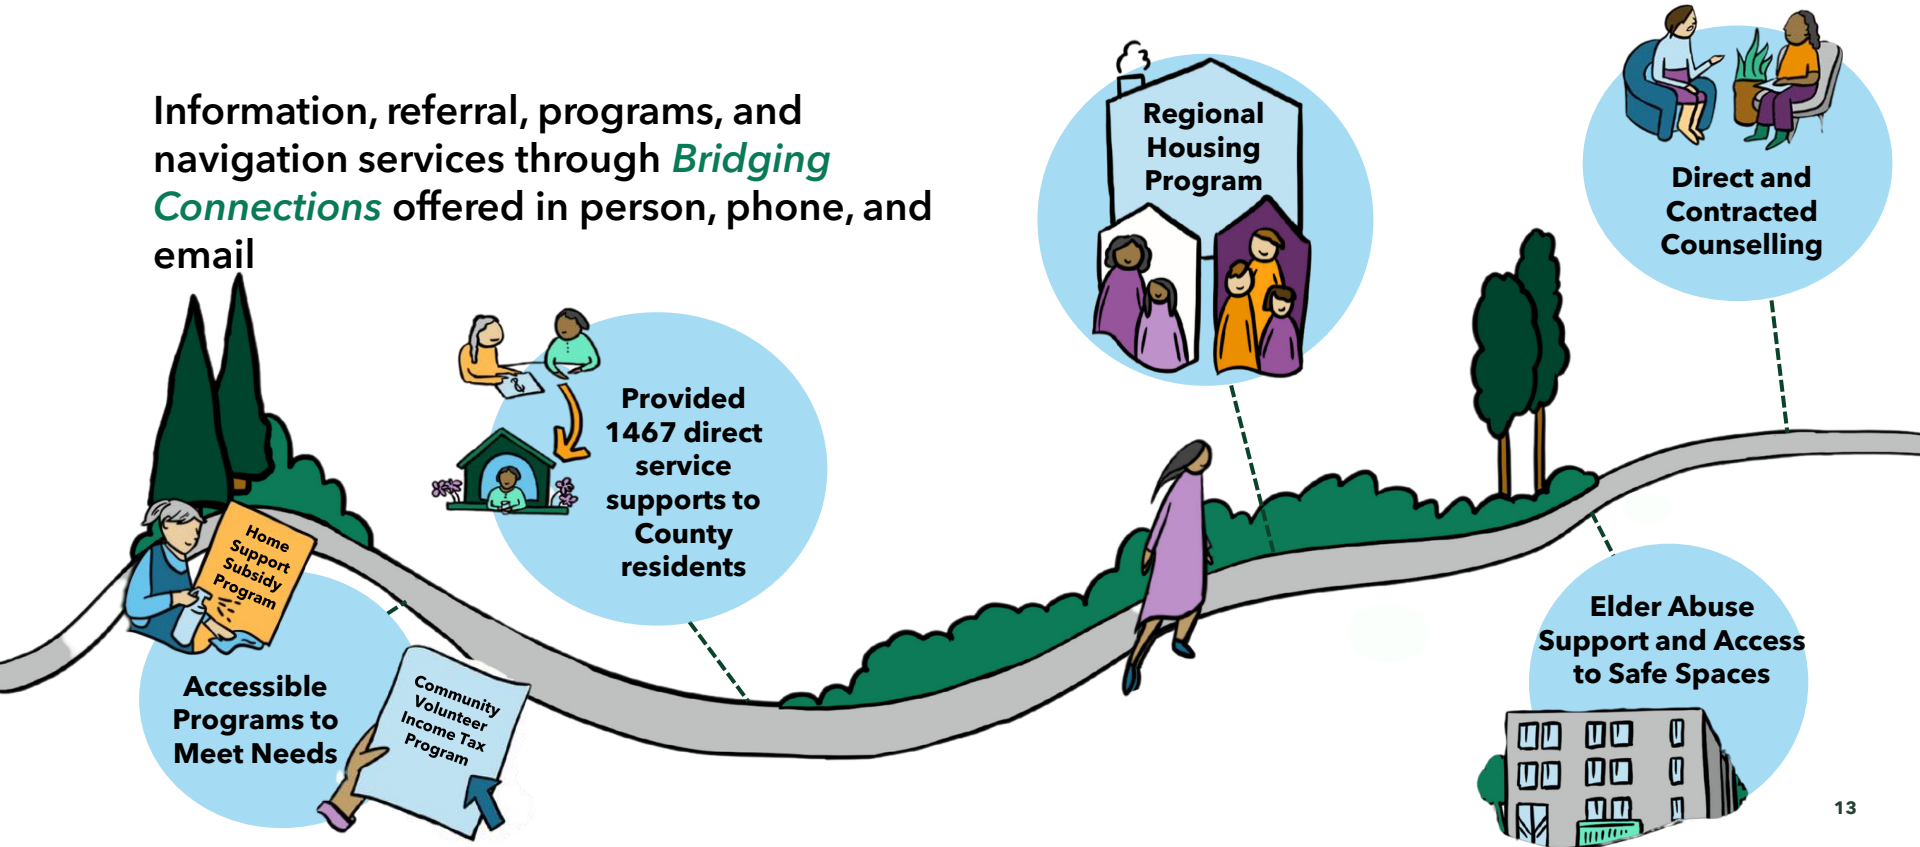 Information, referral, programs, and
navigation services through Bridging
Connections offered in person, phone, and
email
Home
Support
Subsidy
Program
Accessible
Programs to
Meet Needs
Community
Volunteer
Income Tax
Program
Provided
1467 direct
service
supports to
County
residents
Regional
Housing
Program
Direct and
Contracted
Counselling
Elder Abuse
Support and Access
to Safe Spaces
13